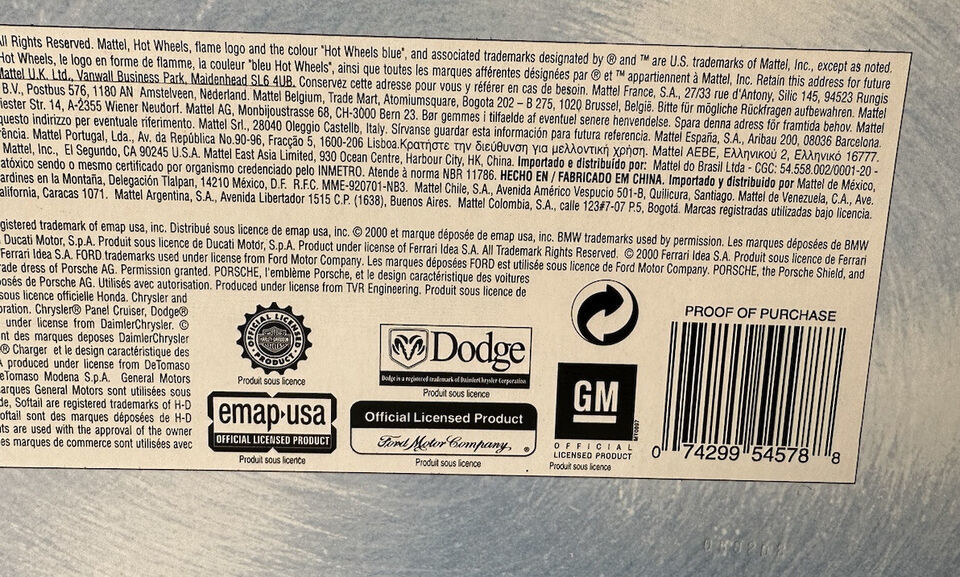 All Rights Reserved. Mattel, Hot Wheels, flame logo and the colour "Hot Wheels blue", and associated trademarks designated by ® and ™ are U.S. trademarks of Mattel, Inc., except as noted.
Hot Wheels, le logo en forme de flamme, la couleur "bleu Hot Wheels", ainsi que toutes les marques afférentes désignées par ® et ™ appartiennent à Mattel, Inc. Retain this address for future
Mattel U.K. Ltd., Vanwall Business Park, Maidenhead SL6 4UB. Conservez cette adresse pour vous y référer en cas de besoin. Mattel France, S.A., 27/33 rue d'Antony, Silic 145, 94523 Rungis
B.V., Postbus 576, 1180 AN Amstelveen, Nederland. Mattel Belgium, Trade Mart, Atomiumsquare, Bogota 202 – B 275, 1020 Brussel, België. Bitte für mögliche Rückfragen aufbewahren. Mattel
ster Str. 14, A-2355 Wiener Neudorf. Mattel AG, Monbijoustrasse 68, CH-3000 Bern 23. Bør gemmes i tilfælde af eventuel senere henvendelse. Spara denna adress för framtida behov. Mattel
questo indirizzo per eventuale riferimento. Mattel Srl., 28040 Oleggio Castello, Italy. Sírvanse guardar esta información para futura referencia. Mattel España, S.A., Aribau 200, 08036 Barcelona.
rência. Mattel Portugal, Lda., Av. da República No.90-96, Fracção 5, 1600-206 Lisboa. Κρατήστε την διεύθυνση για μελλοντική χρήση. Mattel AEBE, Ελληνικού 2, Ελληνικό 16777.
Mattel, Inc., El Segundo, CA 90245 U.S.A. Mattel East Asia Limited, 930 Ocean Centre, Harbour City, HK, China. Importado e distribuido por: Mattel do Brasil Ltda - CGC: 54.558.002/0001-20 -
atóxico sendo o mesmo certificado por organismo credenciado pelo INMETRO. Atende à norma NBR 11786. HECHO EN / FABRICADO EM CHINA. Importado y distribuido por Mattel de México,
ardines en la Montaña, Delegación Tlalpan, 14210 México, D.F. R.F.C. MME-920701-NB3. Mattel Chile, S.A., Avenida Américo Vespucio 501-B, Quilicura, Santiago. Mattel de Venezuela, C.A., Ave.
alifornia, Caracas 1071. Mattel Argentina, S.A., Avenida Libertador 1515 C.P. (1638), Buenos Aires. Mattel Colombia, S.A., calle 123#7-07 P.5, Bogotá. Marcas registradas utilizadas bajo licencia.
gistered trademark of emap usa, inc. Distribué sous licence de emap usa, inc. © 2000 et marque déposée de emap usa, inc. BMW trademarks used by permission. Les marques déposées de BMW
Ducati Motor, S.p.A. Produit sous licence de Ducati Motor, S.p.A. Product under license of Ferrari Idea S.A. All Trademark Rights Reserved. © 2000 Ferrari Idea S.A. Produit sous licence de Ferrari
Ferrari Idea S.A. FORD trademarks used under license from Ford Motor Company. Les marques déposées FORD est utilisée sous licence de Ford Motor Company. PORSCHE, the Porsche Shield, and
rade dress of Porsche AG. Permission granted. PORSCHE, l'emblème Porsche, et le design caractéristique des voitures
osés de Porsche AG. Utilisés avec autorisation. Produced under license from TVR Engineering. Produit sous licence de
sous licence officielle Honda. Chrysler and
oration. Chrysler® Panel Cruiser, Dodge®
under license from DaimlerChrysler. ©
nt des marques deposes DaimlerChrysler
® Charger et le design caractéristique des
A produced under license from DeTomaso
eTomaso Modena S.p.A. General Motors
arques General Motors sont utilisées sous
de, Softail are registered trademarks of H-D
oftail sont des marques déposées de H-D
ts are used with the approval of the owner
es marques de commerce sont utilisées avec
OFFICIAL LICENSED PRODUCT
HARLEY-DAVIDSON
Produit sous licence
emap·usa
OFFICIAL LICENSED PRODUCT
Produit sous licence
Dodge
Dodge is a registered trademark of DaimlerChrysler Corporation
Produit sous licence
Official Licensed Product
Ford Motor Company ®
Produit sous licence
GM
OFFICIAL
LICENSED PRODUCT
Produit sous licence
PROOF OF PURCHASE
0 74299 54578 8